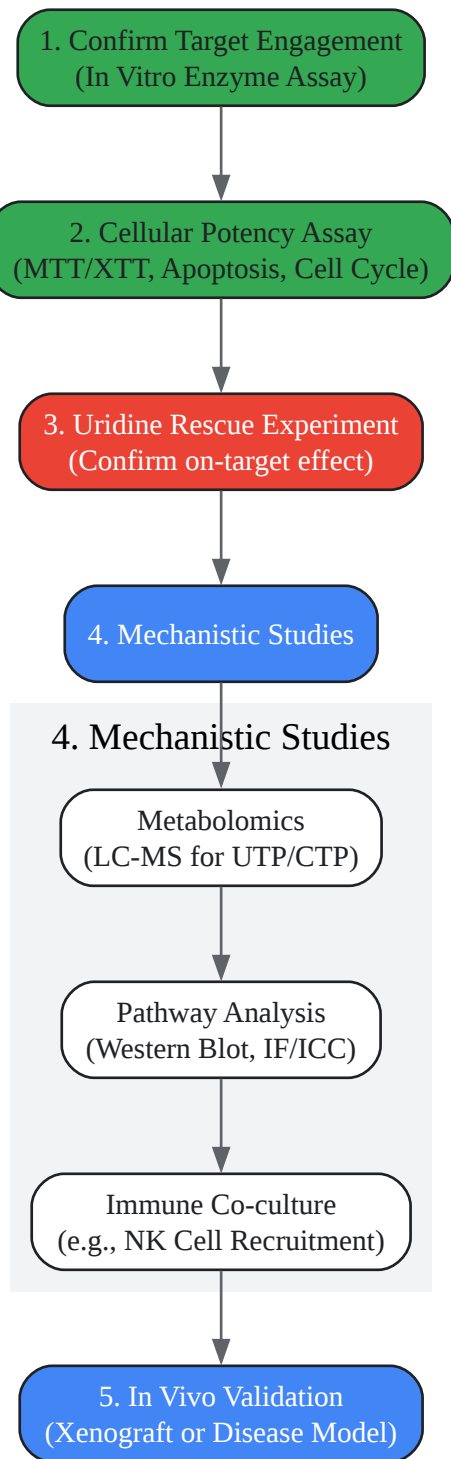 1. Confirm Target Engagement
(In Vitro Enzyme Assay)
2. Cellular Potency Assay
(MTT/XTT, Apoptosis, Cell Cycle)
3. Uridine Rescue Experiment
(Confirm on-target effect)
4. Mechanistic Studies
4. Mechanistic Studies
Metabolomics
(LC-MS for UTP/CTP)
Pathway Analysis
(Western Blot, IF/ICC)
Immune Co-culture
(e.g., NK Cell Recruitment)
5. In Vivo Validation
(Xenograft or Disease Model)